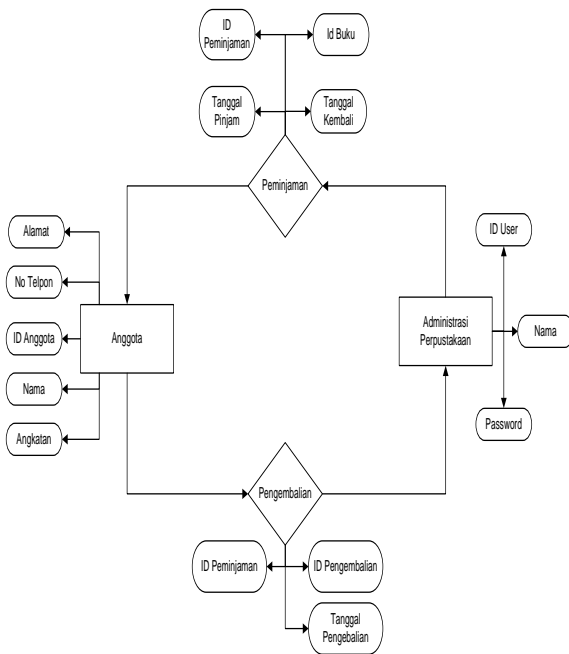 ID
Peminjaman
Id Buku
Tanggal
Pinjam
Tanggal
Kembali
Peminjaman
Alamat
No Telpon
ID Anggota
Nama
Angkatan
Anggota
Administrasi
Perpustakaan
ID User
Nama
Password
Pengembalian
ID Peminjaman
ID Pengembalian
Tanggal
Pengebalian